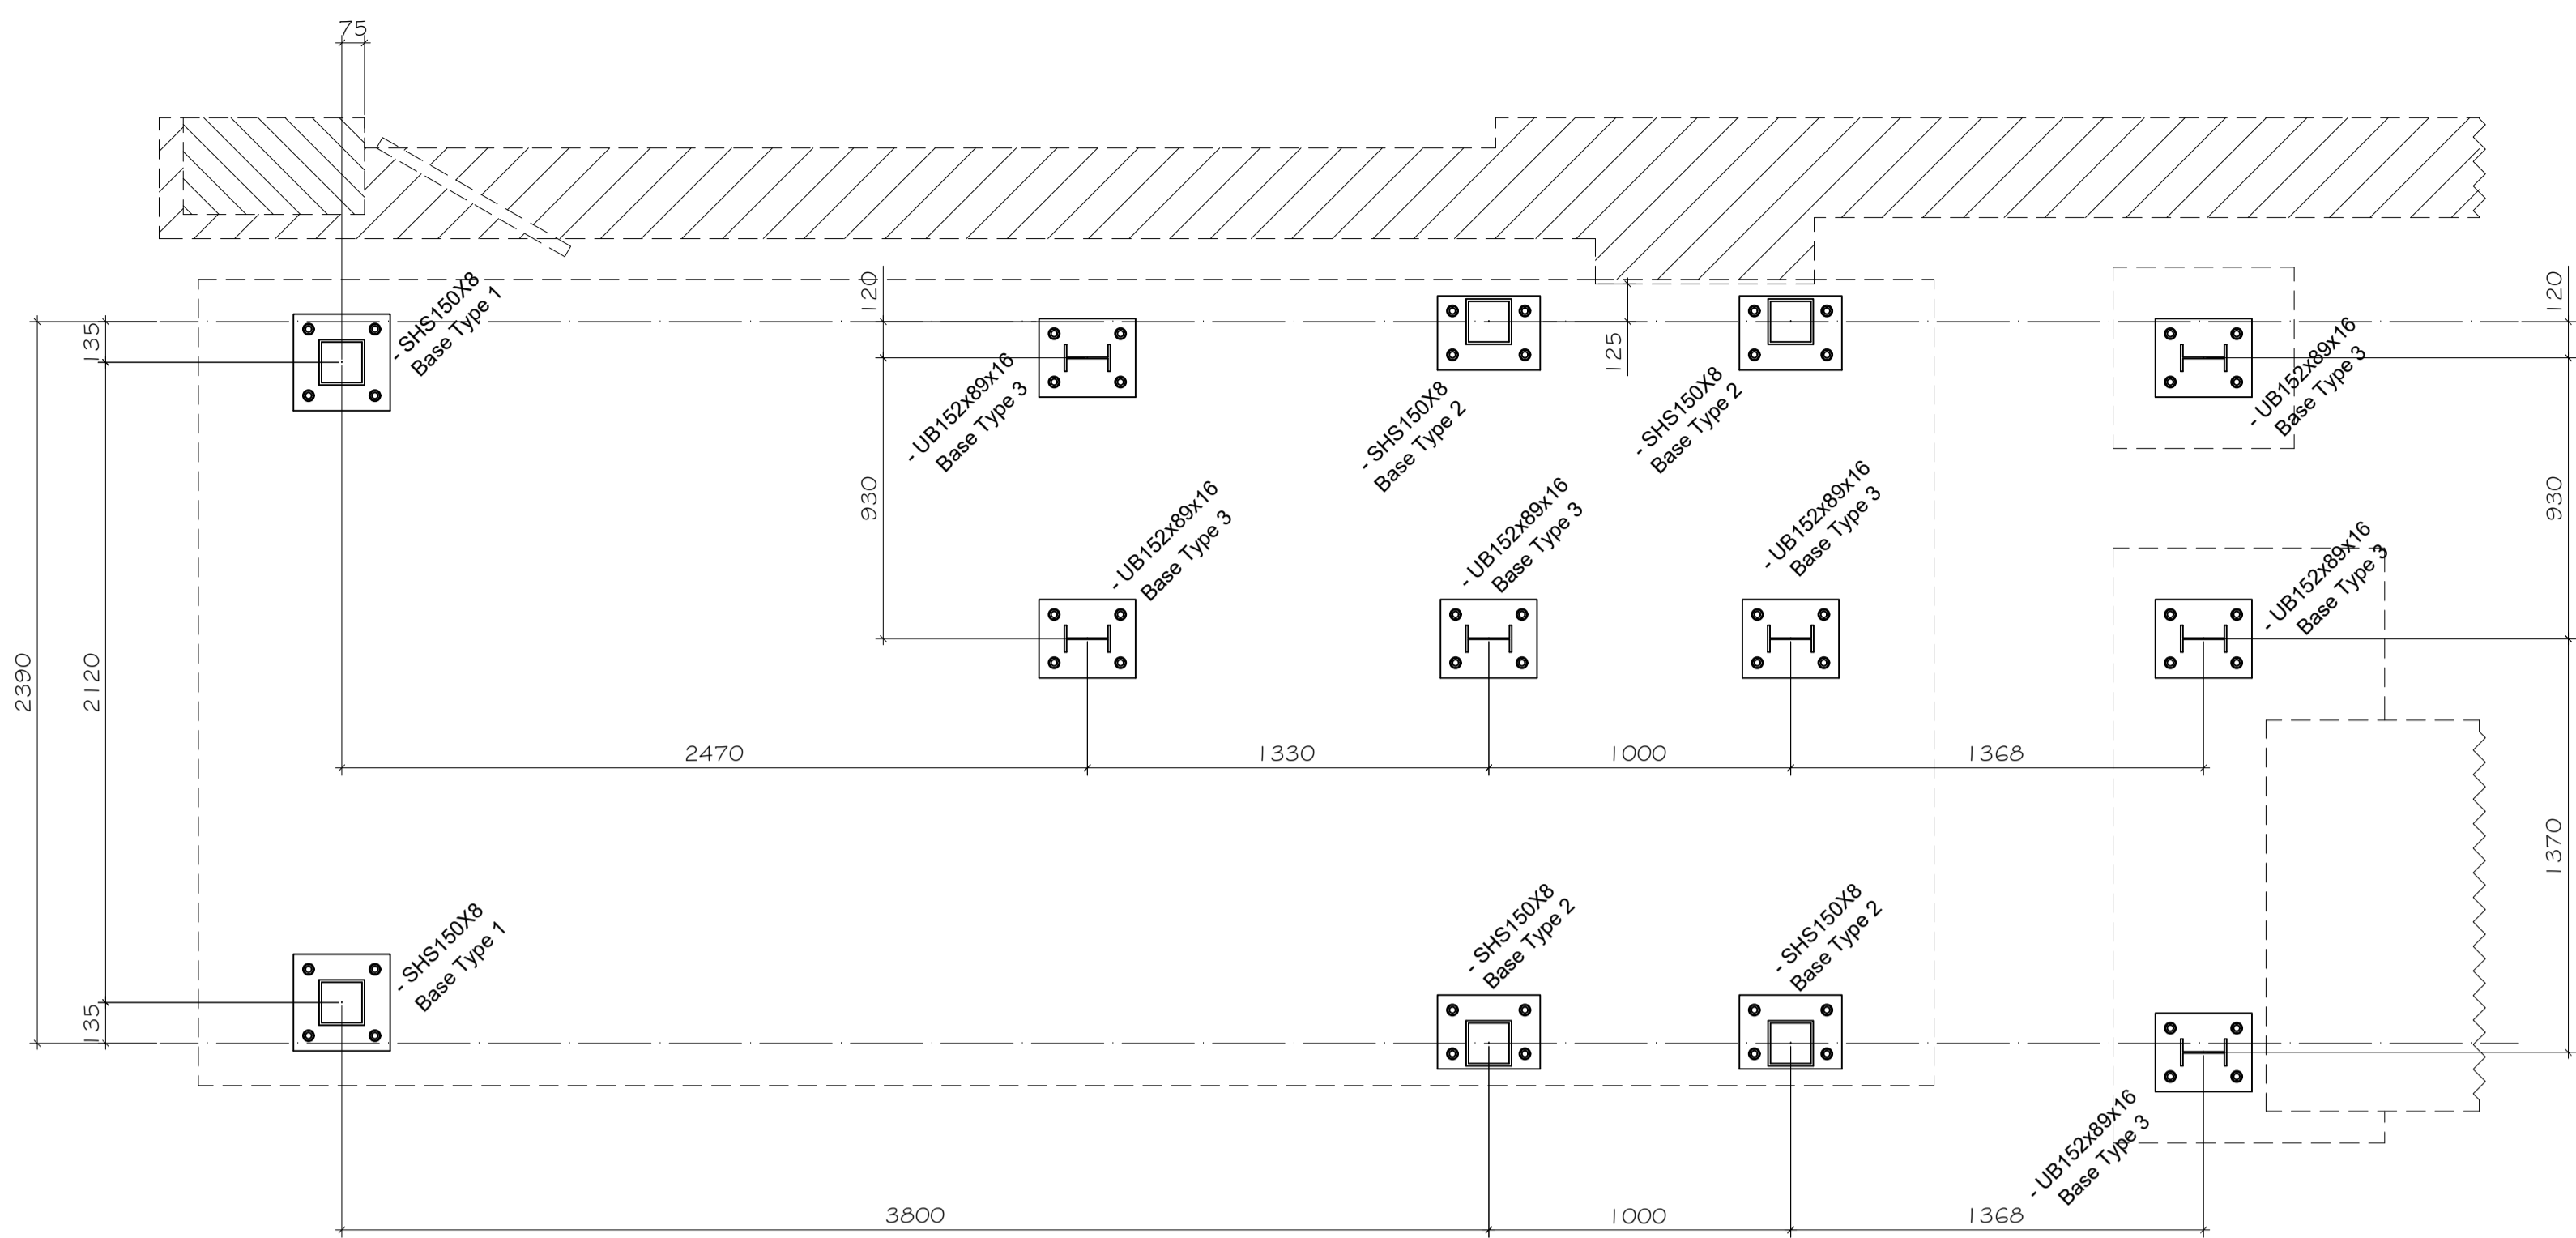 75
- SHS150X8
Base Type 1
120
- UB152x89x16
Base Type 3
- SHS150X8
Base Type 2
125
- SHS150X8
Base Type 2
- UB152x89x16
Base Type 3
120
135
930
- UB152x89x16
Base Type 3
- UB152x89x16
Base Type 3
- UB152x89x16
Base Type 3
- UB152x89x16
Base Type 3
930
2390
2120
2470
1330
1000
1368
1370
- SHS150X8
Base Type 1
- SHS150X8
Base Type 2
- SHS150X8
Base Type 2
135
- UB152x89x16
Base Type 3
3800
1000
1368